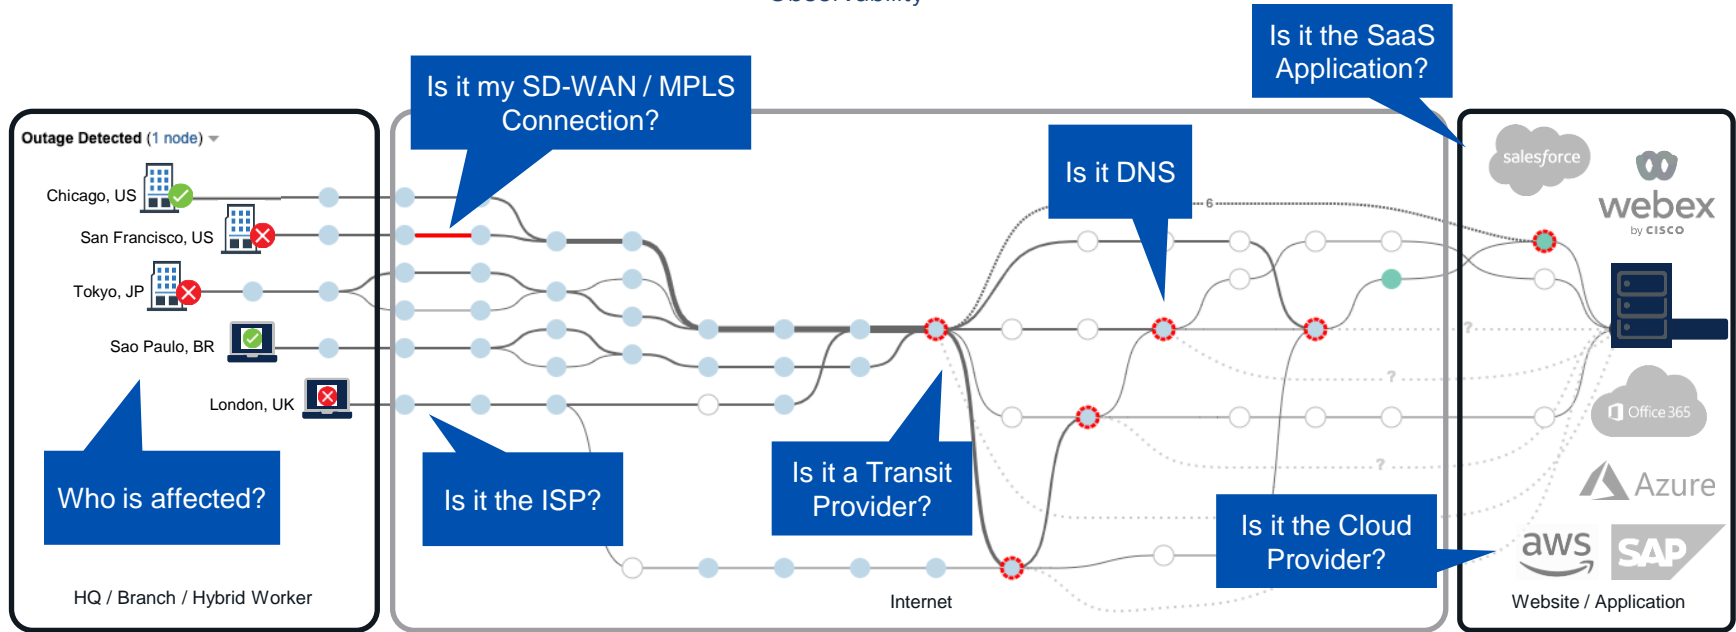 Observability
Is it the SaaS
Application?
Is it my SD-WAN / MPLS
Connection?
Outage Detected (1 node)
Chicago, US
San Francisco, US
Tokyo, JP
Sao Paulo, BR
London, UK
Who is affected?
HQ / Branch / Hybrid Worker
Is it the ISP?
Is it DNS
6
?
?
?
Is it a Transit
Provider?
Is it the Cloud
Provider?
Internet
salesforce
webex
by CISCO
Office 365
Azure
aws
SAP
Website / Application